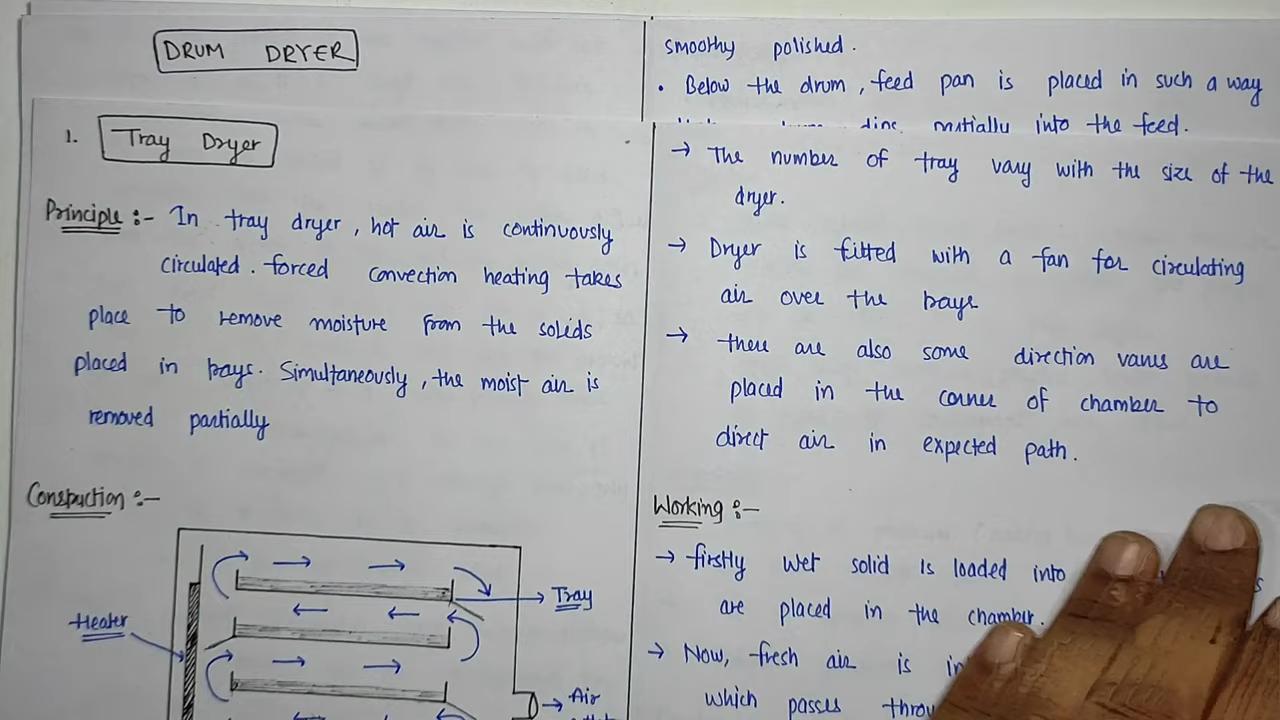 DRUM DRYER
smoothy polished.
• Below the drum, feed pan is placed in such a way
into the feed.
1. Tray Dryer
Principle :- In tray dryer, hot air is continuously
circulated. forced convection heating takes
place to remove moisture from the solids
placed in trays. Simultaneously, the moist air is
removed partially
Construction :-
Heater
Tray
Air
→ The number of tray vary with the size of the
dryer.
→ Dryer is fitted with a fan for circulating
air over the trays
→ there are also some direction vanes are
placed in the corner of chamber to
direct air in expected path.
Working :-
→ firstly wet solid is loaded into
are placed in the chamber.
→ Now, fresh air is
which passes